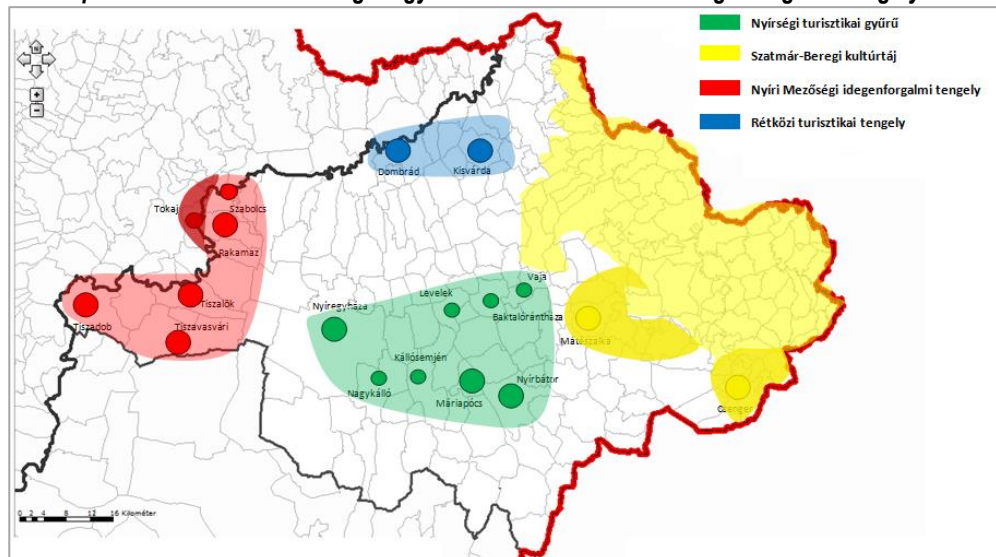 Nyírségi turisztikai gyűrű
Szatmár-Beregi kultúrtáj
Nyíri Mezőségi idegenforgalmi tengely
Rétközi turisztikai tengely
N
Dombrád
Kisvárda
Tokaj
Szabolcs
Rakamaz
Tiszalök
Tiszadob
Tiszavasvári
Nyíregyháza
Levelek
Vaja
Baktalórántháza
Kállósemjén
Nagykálló
Máriapócs
Nyírbátor
Mátészalka
Csenger
0 2 4 8 12 16 Kilométer